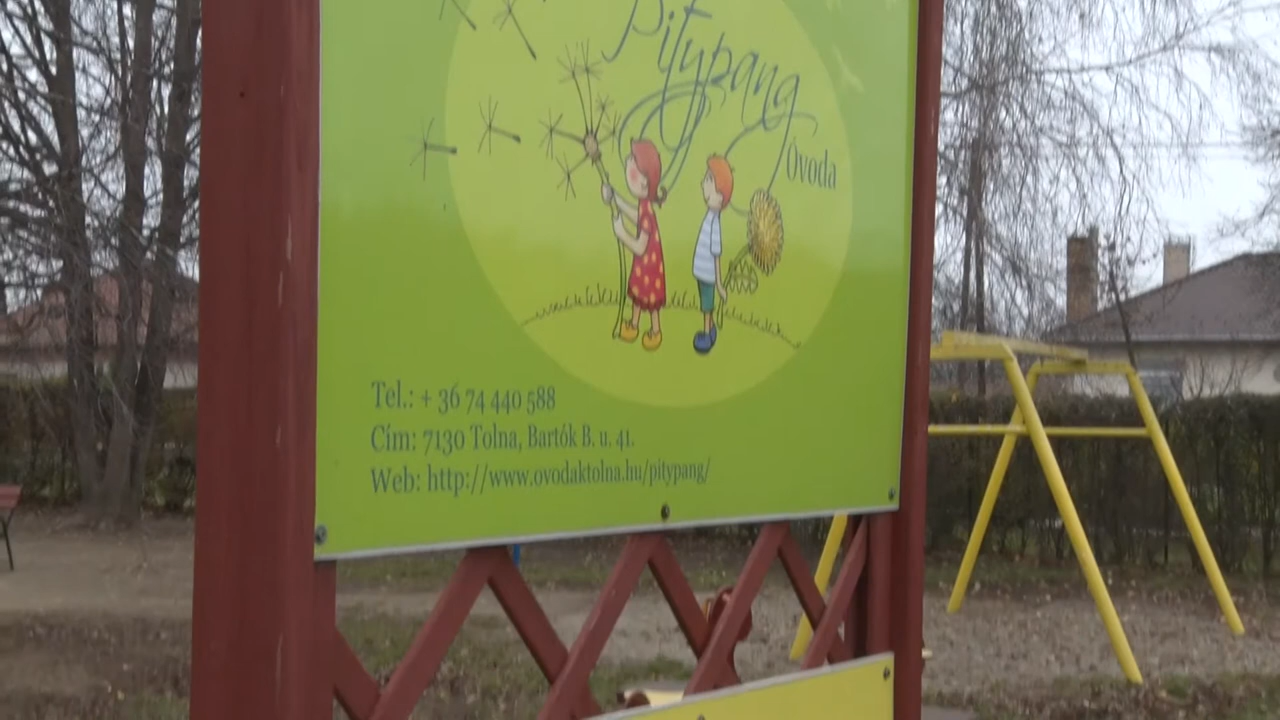 Pitypang
Óvoda
Tel.: + 36 74 440 588
Cím: 7130 Tolna, Bartók B. u. 41.
Web: http://www.ovodaktolna.hu/pitypang/